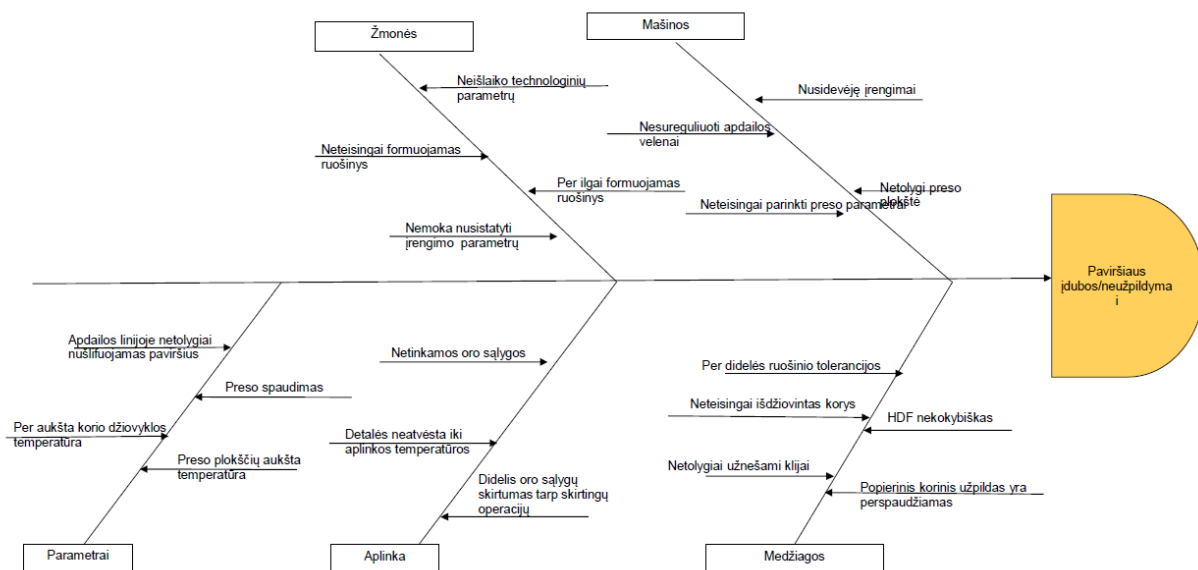 Žmonės
Mašinos
Neišlaiko technologinių
parametrų
Nusidevėję įrengimai
Nesureguliuoti apdailos
velenai
Neteisingai formuojamas
ruošinys
Per ilgai formuojamas
ruošinys
Netolygi preso
plokštė
Neteisingai parinkti preso parametrai
Nemoka nusistatyti
įrengimo parametrų
Paviršiaus
įdubos/neužpildyma
i
Apdailos linijoje netolygiai
nušlifuojamas paviršius
Netinkamos oro sąlygos
Per didelės ruošinio tolerancijos
Preso spaudimas
Neteisingai išdžiovintas korys
HDF nekokybiškas
Per aukšta korio džiovyklos
temperatūra
Detalės neatvėsta iki
aplinkos temperatūros
Preso plokščių aukšta
temperatūra
Netolygiai užnešami klijai
Didelis oro sąlygų
skirtumas tarp skirtingų
operacijų
Popierinis korinis užpildas yra
perspaudžiamas
Parametrai
Aplinka
Medžiagos